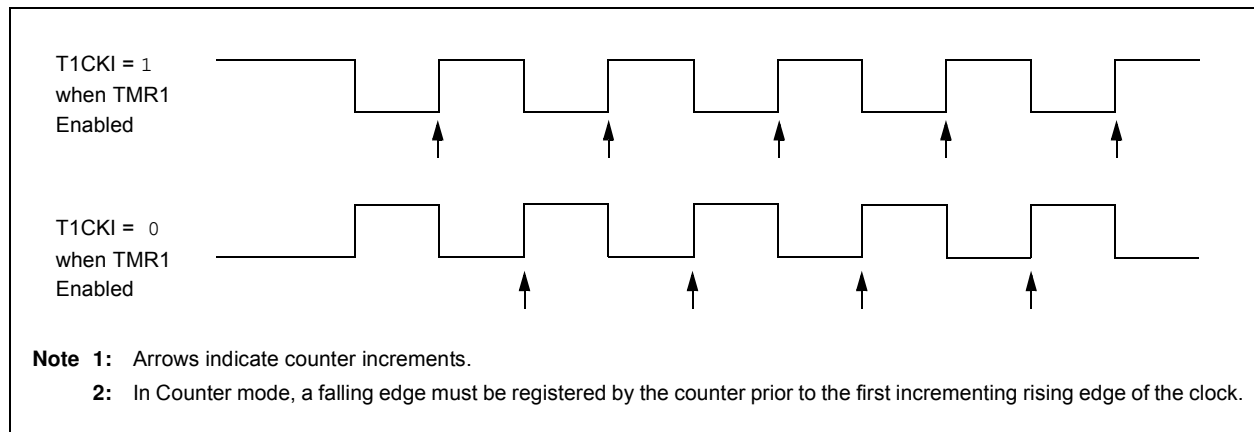 T1CKI = 1
when TMR1
Enabled
T1CKI = 0
when TMR1
Enabled
Note 1: Arrows indicate counter increments.
2: In Counter mode, a falling edge must be registered by the counter prior to the first incrementing rising edge of the clock.